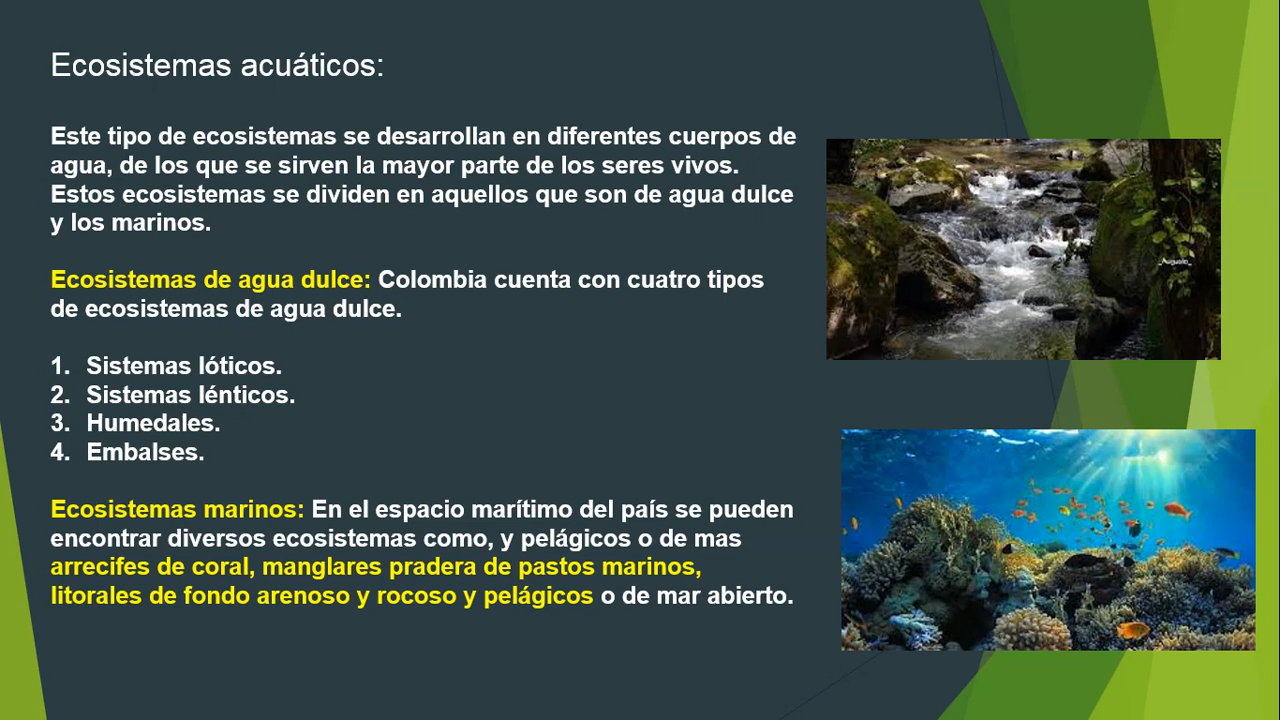 Ecosistemas acuáticos:
Este tipo de ecosistemas se desarrollan en diferentes cuerpos de
agua, de los que se sirven la mayor parte de los seres vivos.
Estos ecosistemas se dividen en aquellos que son de agua dulce
y los marinos.
Ecosistemas de agua dulce: Colombia cuenta con cuatro tipos
de ecosistemas de agua dulce.
1. Sistemas lóticos.
2. Sistemas lénticos.
3. Humedales.
4. Embalses.
Ecosistemas marinos: En el espacio marítimo del país se pueden
encontrar diversos ecosistemas como, y pelágicos o de mas
arrecifes de coral, manglares pradera de pastos marinos,
litorales de fondo arenoso y rocoso y pelágicos o de mar abierto.
_Augusto_